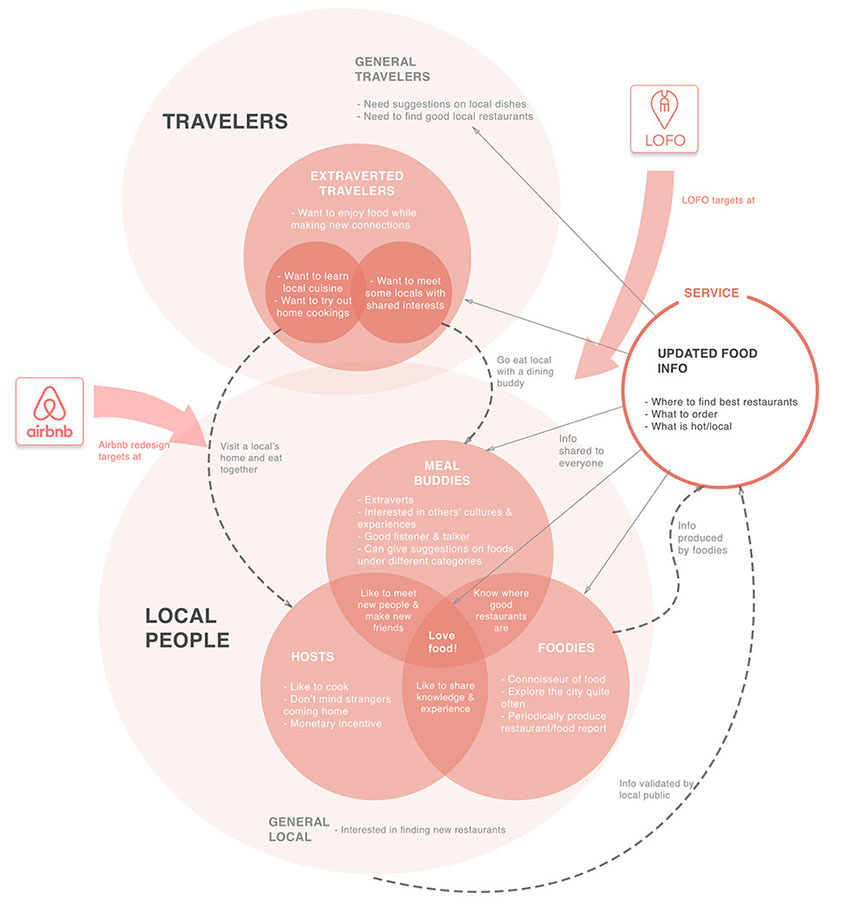 GENERAL
TRAVELERS
- Need suggestions on local dishes
- Need to find good local restaurants
TRAVELERS
LOFO
LOFO targets at
EXTRAVERTED
TRAVELERS
- Want to enjoy food while
making new connections
- Want to learn
local cuisine
- Want to try out
home cookings
- Want to meet
some locals with
shared interests
SERVICE
UPDATED FOOD
INFO
- Where to find best restaurants
- What to order
- What is hot/local
Go eat local
with a dining
buddy
airbnb
Airbnb redesign
targets at
Visit a local's
home and eat
together
Info
shared to
everyone
MEAL
BUDDIES
- Extraverts
- Interested in others' cultures &
experiences
- Good listener & talker
- Can give suggestions on foods
under different categories
Info
produced
by foodies
LOCAL
PEOPLE
Like to meet
new people &
make new
friends
Know where
good
restaurants
are
Love
food!
HOSTS
- Like to cook
- Don't mind strangers
coming home
- Monetary incentive
Like to share
knowledge &
experience
FOODIES
- Connoisseur of food
- Explore the city quite
often
- Periodically produce
restaurant/food report
Info validated by
local public
GENERAL
LOCAL
- Interested in finding new restaurants